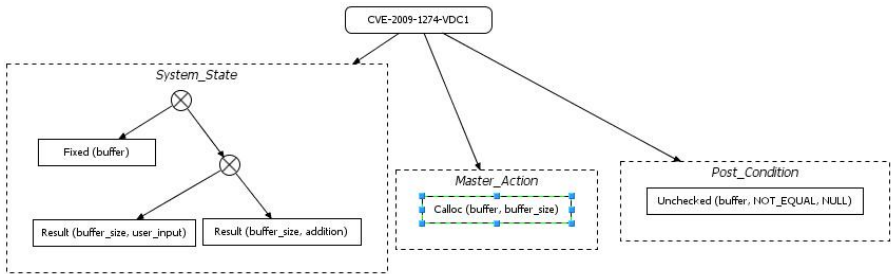 CVE-2009-1274-VDC1
System_State
Fixed (buffer)
Result (buffer_size, user_input)
Result (buffer_size, addition)
Master_Action
Calloc (buffer, buffer_size)
Post_Condition
Unchecked (buffer, NOT_EQUAL, NULL)